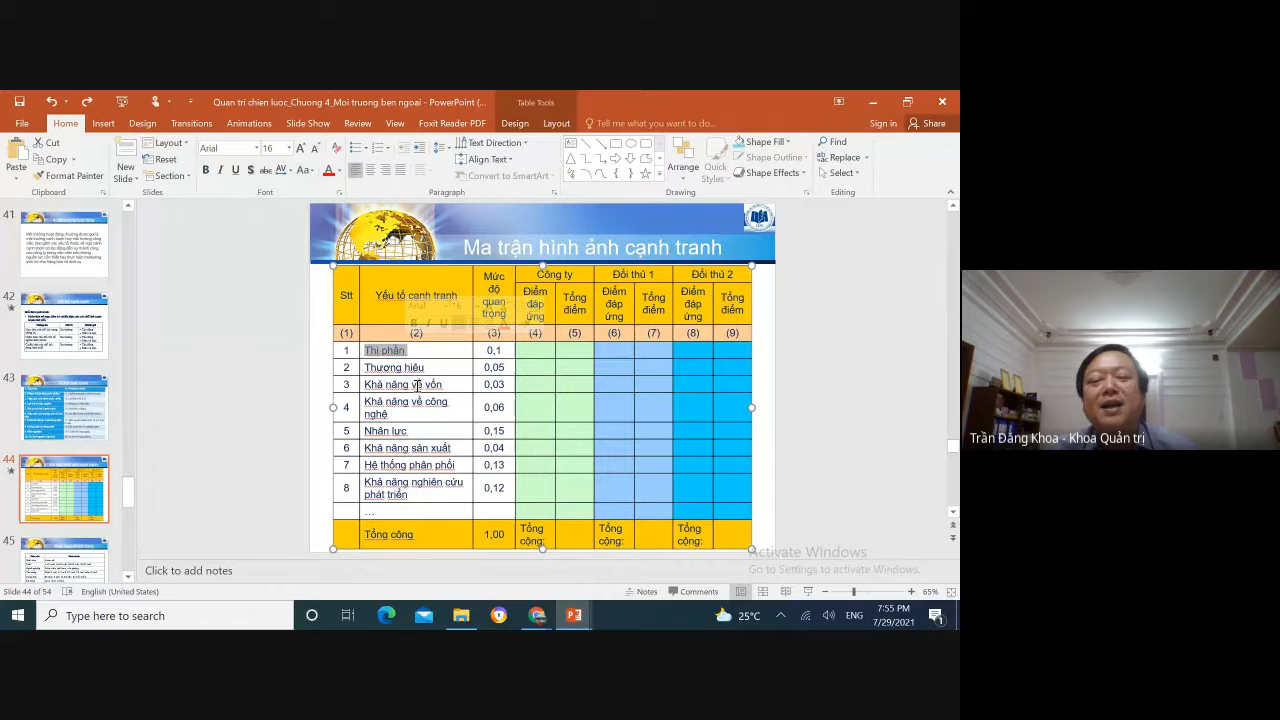 Quan tri chien luoc_Chuong 4_Moi truong ben ngoai - PowerPoint (...
Table Tools
File
Home
Insert
Design
Transitions
Animations
Slide Show
Review
View
Foxit Reader PDF
Design
Layout
Tell me what you want to do...
Sign in
Share
Paste
Cut
Copy
Format Painter
Clipboard
New Slide
Layout
Reset
Section
Slides
Arial
16
Font
Text Direction
Align Text
Convert to SmartArt
Paragraph
Arrange
Quick Styles
Shape Fill
Shape Outline
Shape Effects
Drawing
Find
Replace
Select
Editing
41
42
43
44
45
Ma trận hình ảnh cạnh tranh
Stt
Yếu tố cạnh tranh
Mức độ quan trọng
Công ty
Đối thủ 1
Đối thủ 2
Điểm đáp ứng
Tổng điểm
Điểm đáp ứng
Tổng điểm
Điểm đáp ứng
Tổng điểm
(1) (2) (3) (4) (5) (6) (7) (8) (9)
1 Thị phần 0,1
2 Thương hiệu 0,05
3 Khả năng về vốn 0,03
4 Khả năng về công nghệ 0,06
5 Nhân lực 0,15
6 Khả năng sản xuất 0,04
7 Hệ thống phân phối 0,13
8 Khả năng nghiên cứu phát triển 0,12
...
Tổng cộng 1,00 Tổng cộng: Tổng cộng: Tổng cộng:
Click to add notes
Activate Windows
Go to Settings to activate Windows.
Slide 44 of 54
English (United States)
Notes
Comments
65%
Type here to search
25°C
ENG
7:55 PM
7/29/2021
Trần Đăng Khoa - Khoa Quản trị